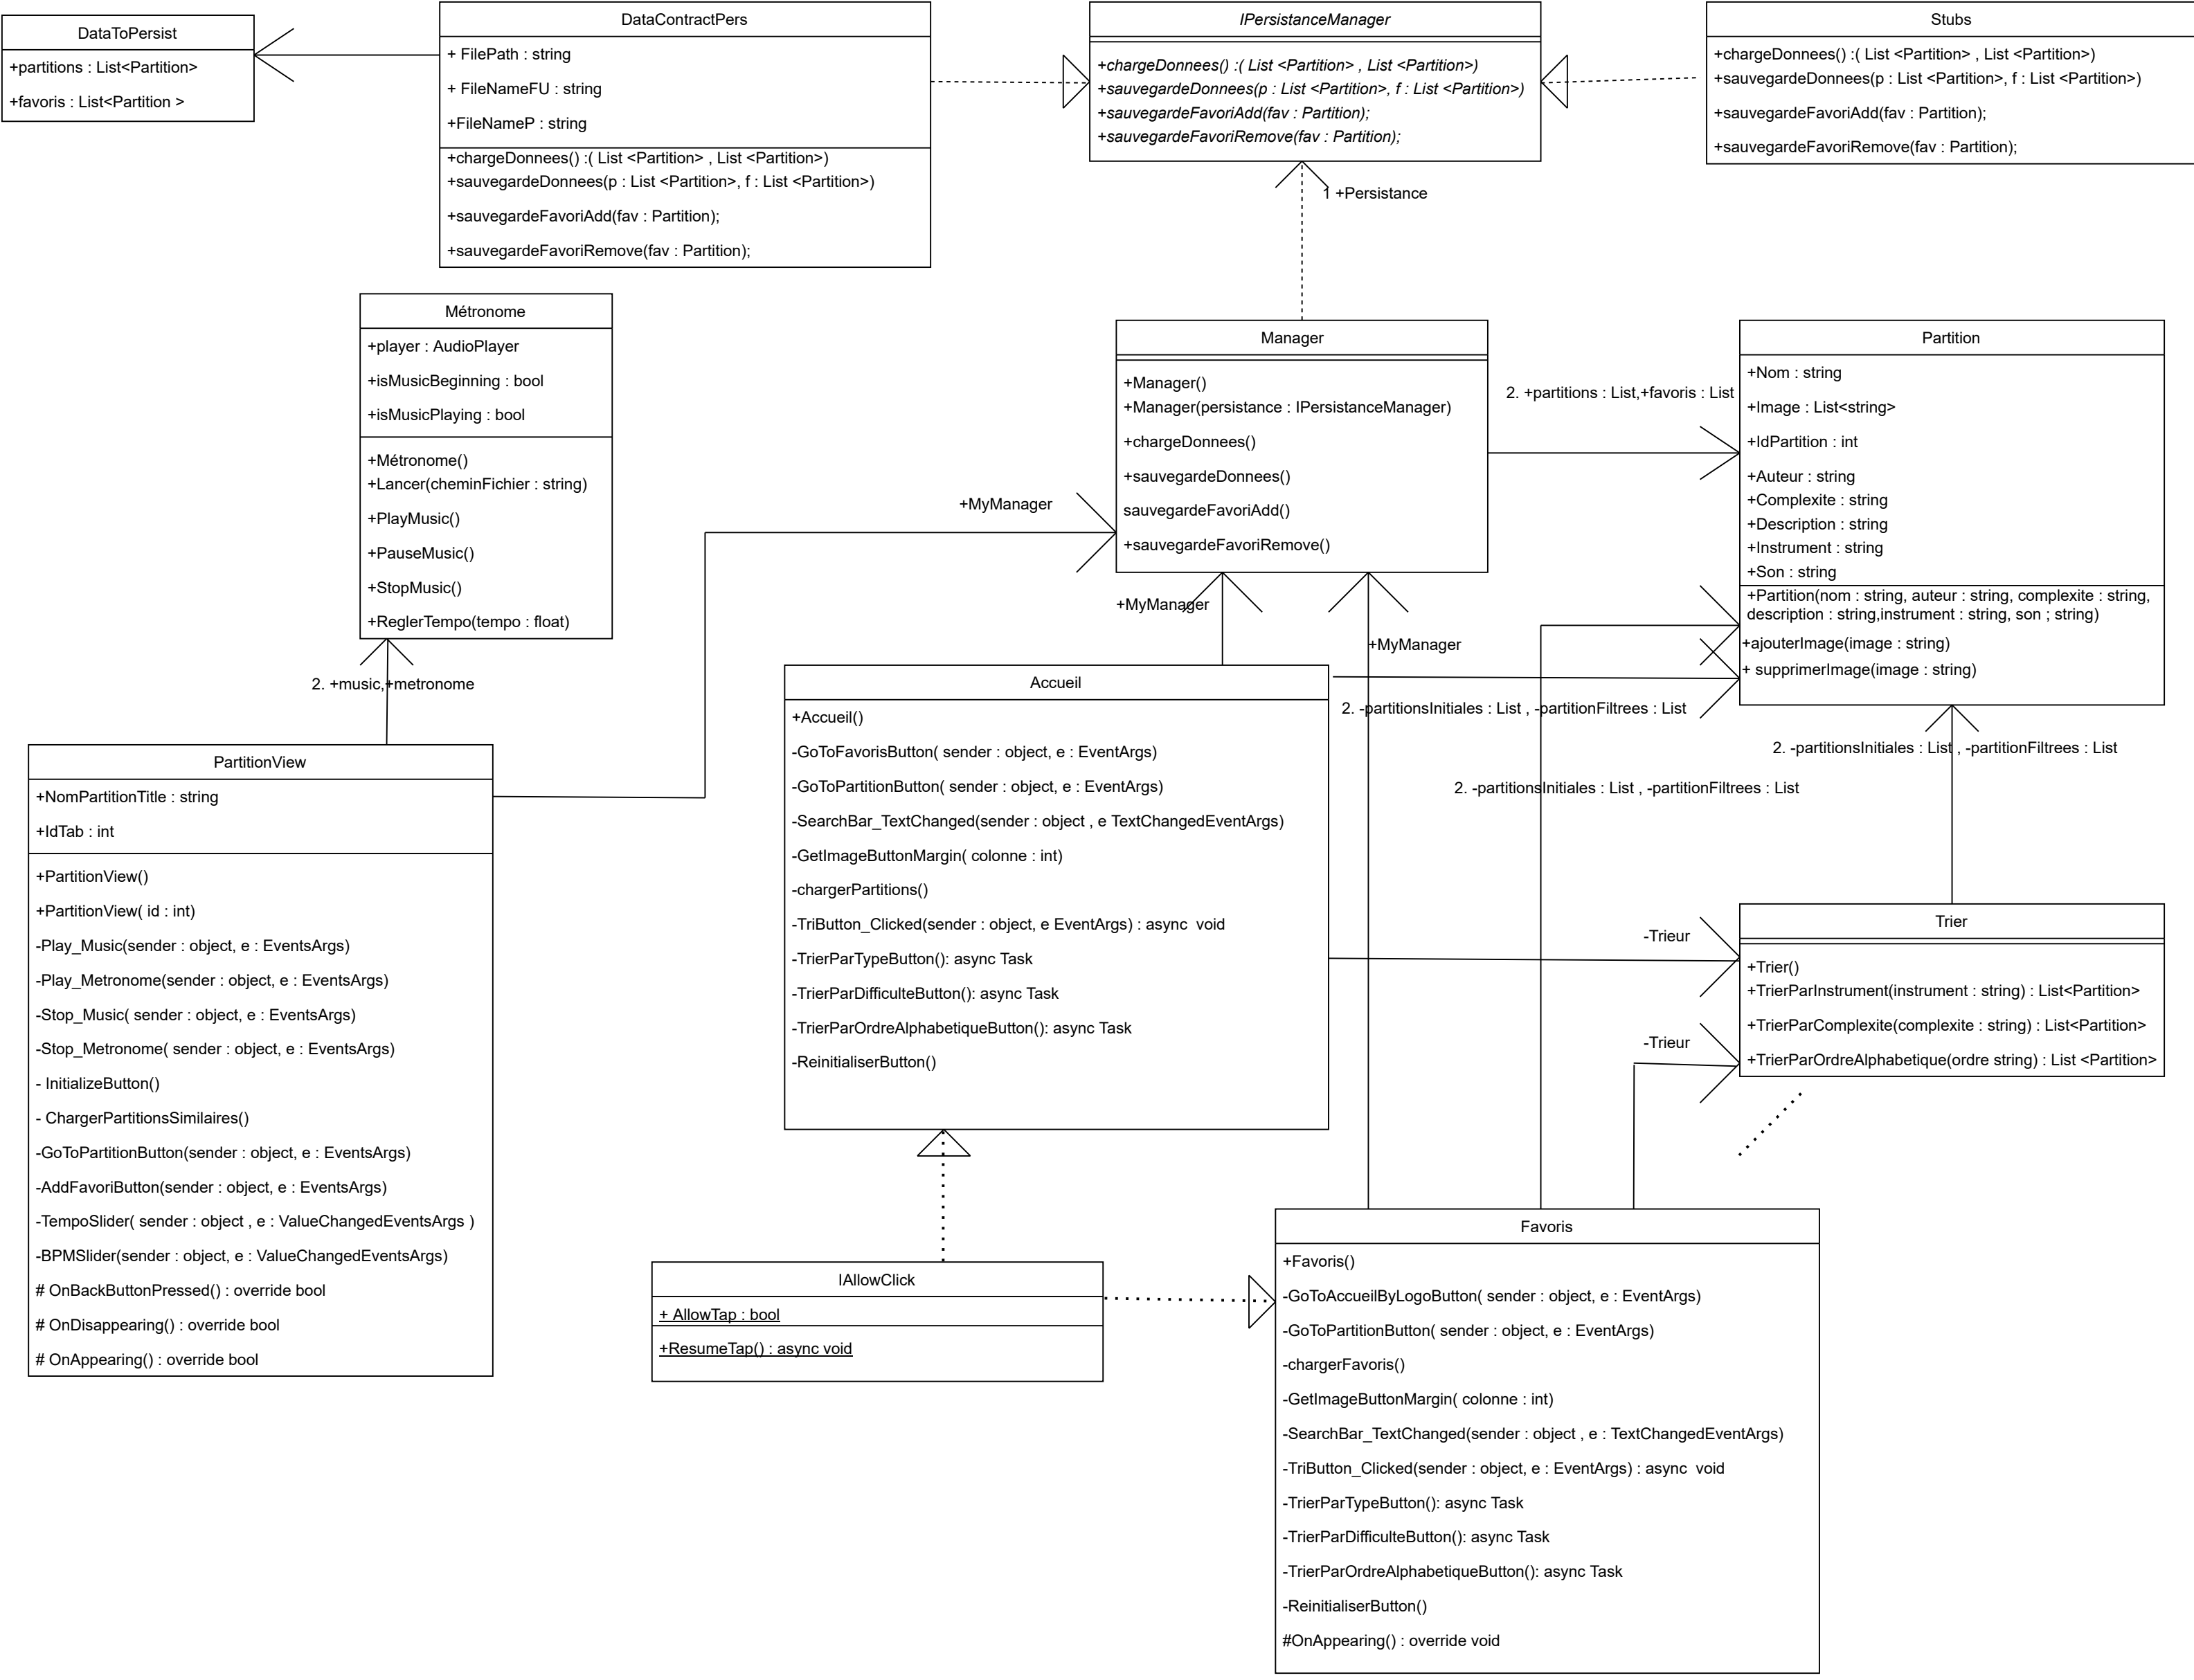 DataToPersist
+partitions : List<Partition>
+favoris : List<Partition >
DataContractPers
+ FilePath : string
+ FileNameFU : string
+FileNameP : string
+chargeDonnees() :( List <Partition> , List <Partition>)
+sauvegardeDonnees(p : List <Partition>, f : List <Partition>)
+sauvegardeFavoriAdd(fav : Partition);
+sauvegardeFavoriRemove(fav : Partition);
IPersistanceManager
+chargeDonnees() :( List <Partition> , List <Partition>)
+sauvegardeDonnees(p : List <Partition>, f : List <Partition>)
+sauvegardeFavoriAdd(fav : Partition);
+sauvegardeFavoriRemove(fav : Partition);
Stubs
+chargeDonnees() :( List <Partition> , List <Partition>)
+sauvegardeDonnees(p : List <Partition>, f : List <Partition>)
+sauvegardeFavoriAdd(fav : Partition);
+sauvegardeFavoriRemove(fav : Partition);
1 +Persistance
Métronome
+player : AudioPlayer
+isMusicBeginning : bool
+isMusicPlaying : bool
+Métronome()
+Lancer(cheminFichier : string)
+PlayMusic()
+PauseMusic()
+StopMusic()
+ReglerTempo(tempo : float)
2. +music,+metronome
Manager
+Manager()
+Manager(persistance : IPersistanceManager)
+chargeDonnees()
+sauvegardeDonnees()
sauvegardeFavoriAdd()
+sauvegardeFavoriRemove()
2. +partitions : List,+favoris : List
Partition
+Nom : string
+Image : List<string>
+IdPartition : int
+Auteur : string
+Complexite : string
+Description : string
+Instrument : string
+Son : string
+Partition(nom : string, auteur : string, complexite : string,
description : string,instrument : string, son ; string)
+ajouterImage(image : string)
+ supprimerImage(image : string)
+MyManager
+MyManager
+MyManager
2. -partitionsInitiales : List , -partitionFiltrees : List
2. -partitionsInitiales : List , -partitionFiltrees : List
2. -partitionsInitiales : List , -partitionFiltrees : List
PartitionView
+NomPartitionTitle : string
+IdTab : int
+PartitionView()
+PartitionView( id : int)
-Play_Music(sender : object, e : EventsArgs)
-Play_Metronome(sender : object, e : EventsArgs)
-Stop_Music( sender : object, e : EventsArgs)
-Stop_Metronome( sender : object, e : EventsArgs)
- InitializeButton()
- ChargerPartitionsSimilaires()
-GoToPartitionButton(sender : object, e : EventsArgs)
-AddFavoriButton(sender : object, e : EventsArgs)
-TempoSlider( sender : object , e : ValueChangedEventsArgs )
-BPMSlider(sender : object, e : ValueChangedEventsArgs)
# OnBackButtonPressed() : override bool
# OnDisappearing() : override bool
# OnAppearing() : override bool
Accueil
+Accueil()
-GoToFavorisButton( sender : object, e : EventArgs)
-GoToPartitionButton( sender : object, e : EventArgs)
-SearchBar_TextChanged(sender : object , e TextChangedEventArgs)
-GetImageButtonMargin( colonne : int)
-chargerPartitions()
-TriButton_Clicked(sender : object, e EventArgs) : async  void
-TrierParTypeButton(): async Task
-TrierParDifficulteButton(): async Task
-TrierParOrdreAlphabetiqueButton(): async Task
-ReinitialiserButton()
-Trieur
-Trieur
Trier
+Trier()
+TrierParInstrument(instrument : string) : List<Partition>
+TrierParComplexite(complexite : string) : List<Partition>
+TrierParOrdreAlphabetique(ordre string) : List <Partition>
IAllowClick
+ AllowTap : bool
+ResumeTap() : async void
Favoris
+Favoris()
-GoToAccueilByLogoButton( sender : object, e : EventArgs)
-GoToPartitionButton( sender : object, e : EventArgs)
-chargerFavoris()
-GetImageButtonMargin( colonne : int)
-SearchBar_TextChanged(sender : object , e : TextChangedEventArgs)
-TriButton_Clicked(sender : object, e : EventArgs) : async  void
-TrierParTypeButton(): async Task
-TrierParDifficulteButton(): async Task
-TrierParOrdreAlphabetiqueButton(): async Task
-ReinitialiserButton()
#OnAppearing() : override void